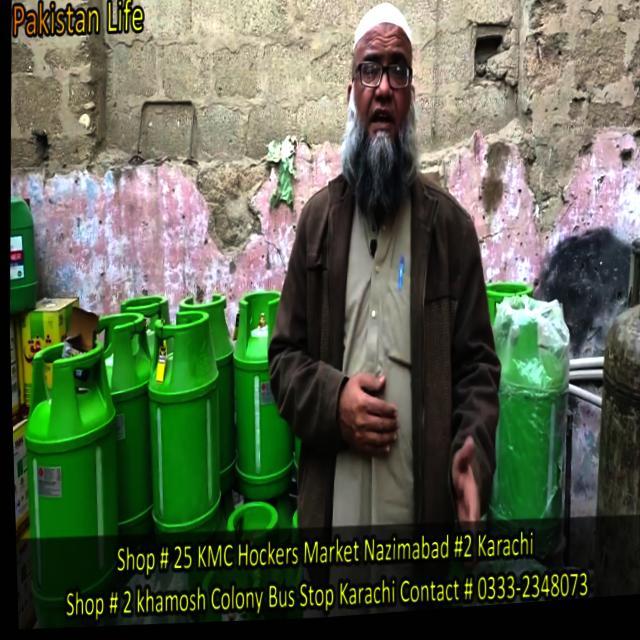 Pakistan Life
Shop # 25 KMC Hockers Market Nazimabad #2 Karachi
Shop # 2 khamosh Colony Bus Stop Karachi Contact # 0333-2348073